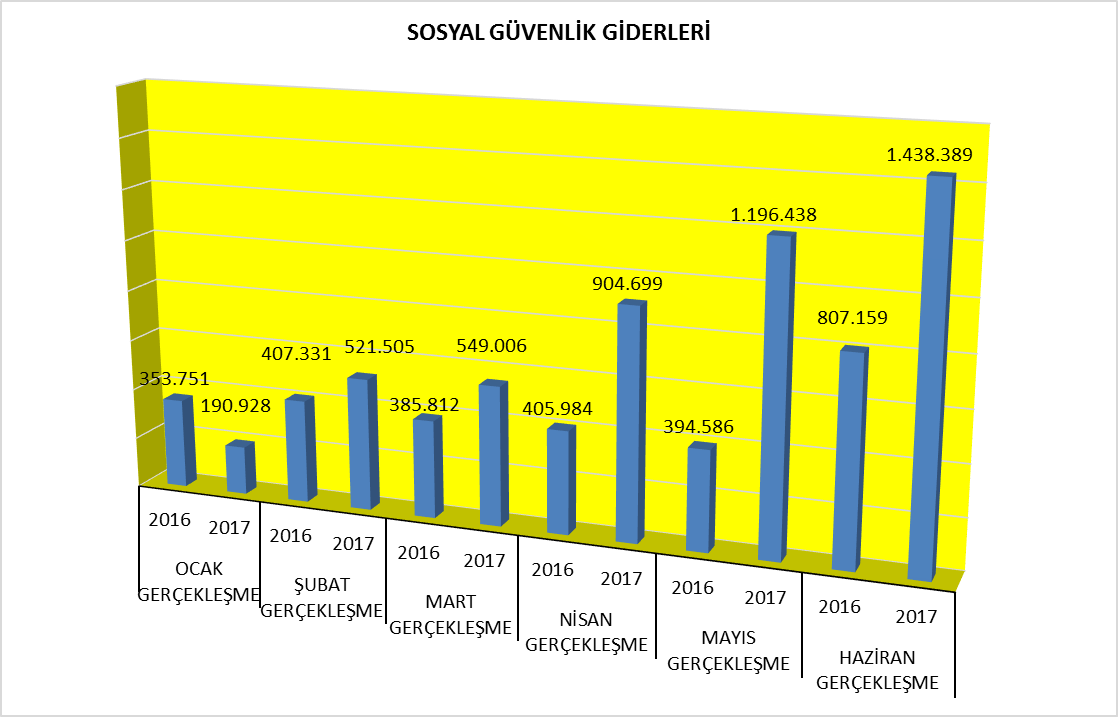 SOSYAL GÜVENLİK GİDERLERİ
1.438.389
1.196.438
904.699
807.159
549.006
521.505
407.331
353.751
190.928
385.812
405.984
394.586
2016 2017 2016 2017 2016 2017 2016 2017 2016 2017 2016 2017
OCAK
GERÇEKLEŞME
ŞUBAT
GERÇEKLEŞME
MART
GERÇEKLEŞME
NİSAN
GERÇEKLEŞME
MAYIS
GERÇEKLEŞME
HAZİRAN
GERÇEKLEŞME